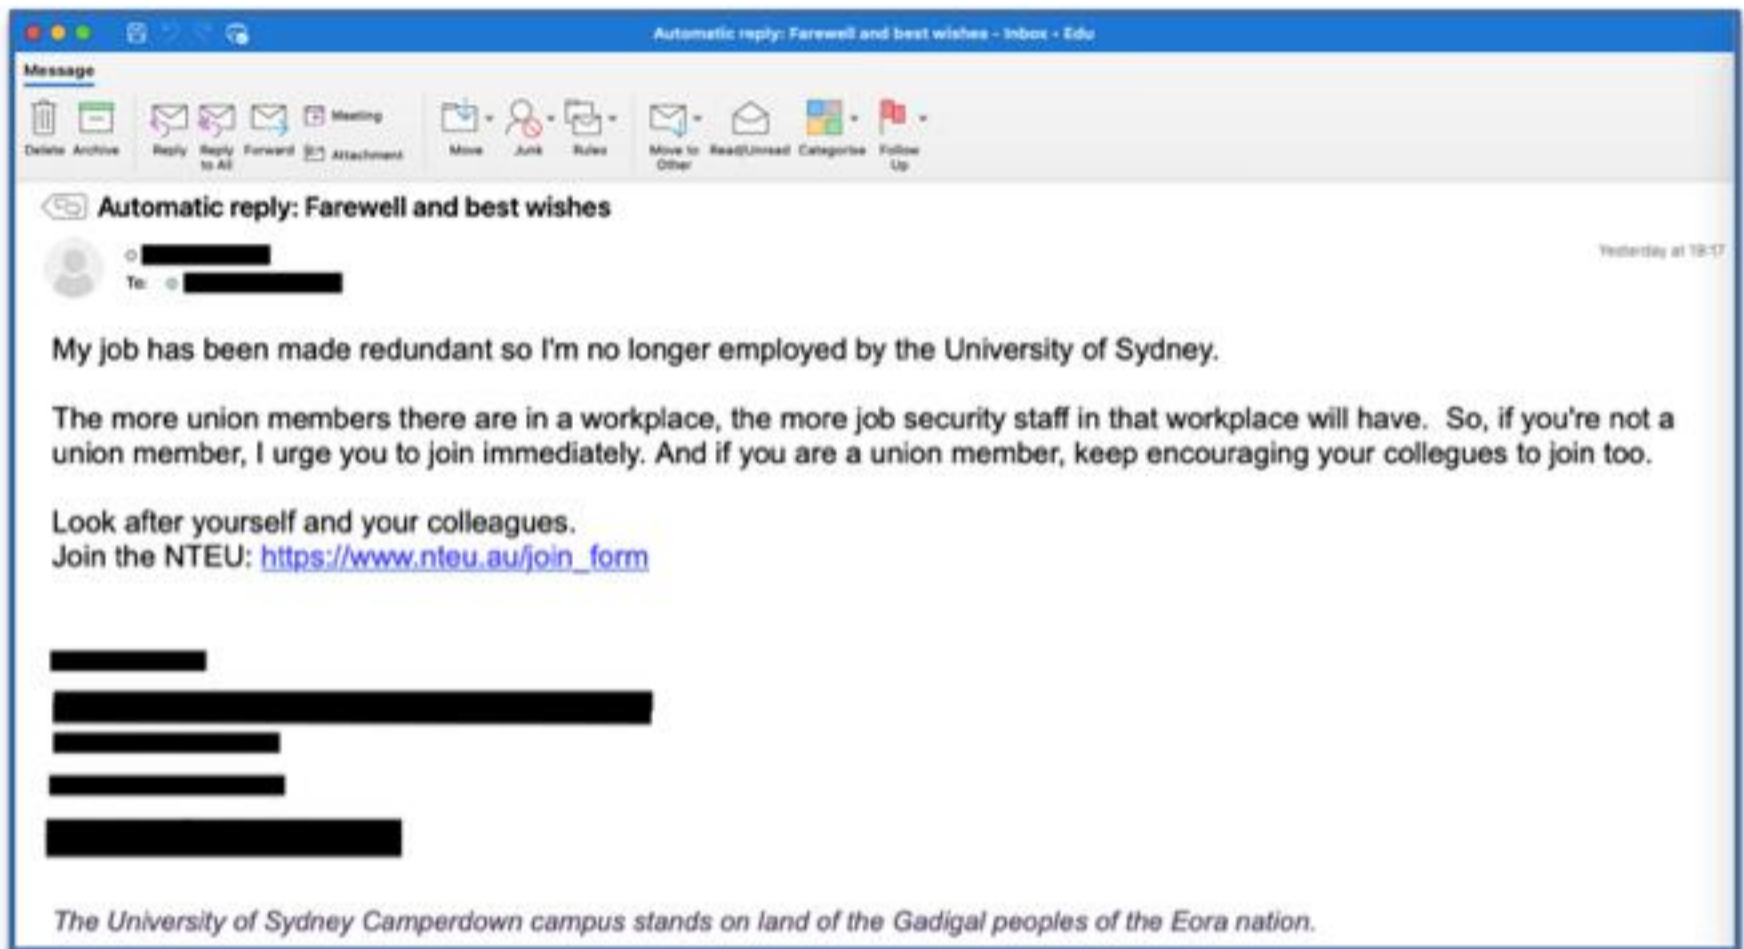 Automatic reply: Farewell and best wishes - Inbox - Edu
Message
Delete Archive Reply Reply to All Forward Meeting Attachment Move Junk Rules Move to Other Read/Unread Categorise Follow Up
Automatic reply: Farewell and best wishes
Yesterday at 19:17
To:
My job has been made redundant so I'm no longer employed by the University of Sydney.
The more union members there are in a workplace, the more job security staff in that workplace will have.  So, if you're not a
union member, I urge you to join immediately. And if you are a union member, keep encouraging your collegues to join too.
Look after yourself and your colleagues.
Join the NTEU: https://www.nteu.au/join_form
The University of Sydney Camperdown campus stands on land of the Gadigal peoples of the Eora nation.